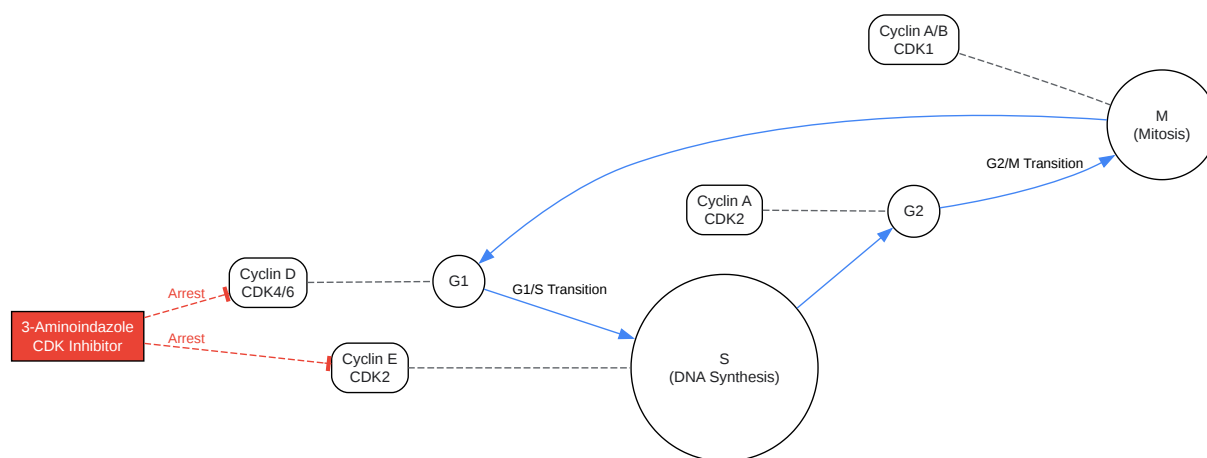 Cyclin A/B
CDK1
M
(Mitosis)
G2/M Transition
Cyclin A
CDK2
G2
Cyclin D
CDK4/6
G1
G1/S Transition
Arrest
3-Aminoindazole
CDK Inhibitor
Arrest
Cyclin E
CDK2
S
(DNA Synthesis)